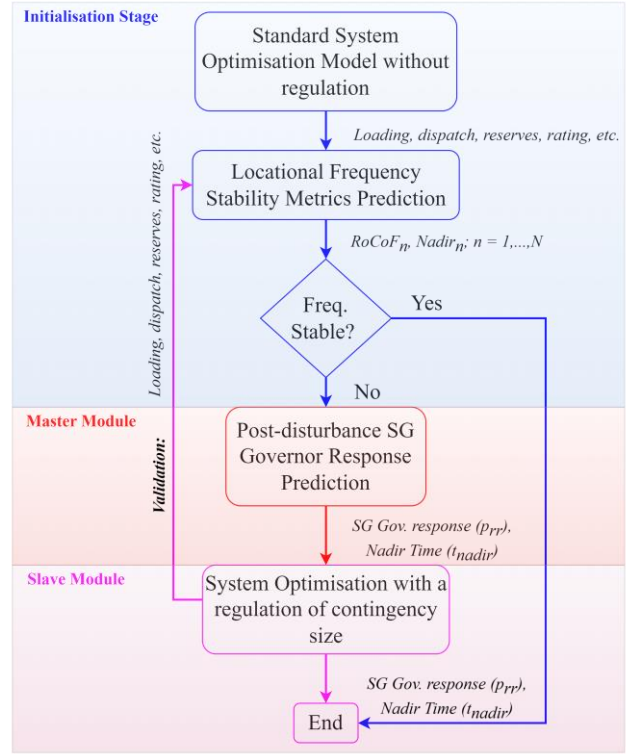 Initialisation Stage
Standard System
Optimisation Model without
regulation
Loading, dispatch, reserves, rating, etc.
Locational Frequency
Stability Metrics Prediction
RoCoFn, Nadirn; n = 1,...,N
Freq.
Stable?
Yes
No
Loading, dispatch, reserves, rating, etc.
Validation:
Master Module
Post-disturbance SG
Governor Response
Prediction
SG Gov. response (prr),
Nadir Time (tnadir)
Slave Module
System Optimisation with a
regulation of contingency
size
SG Gov. response (prr),
Nadir Time (tnadir)
End